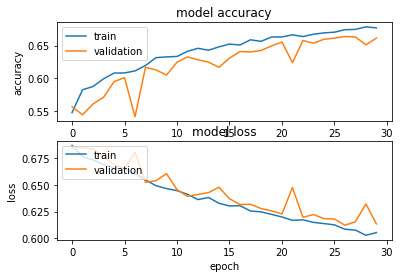 model accuracy
accuracy
0.65
0.60
0.55
train
validation
0 5 10 15 20 25 30
model loss
loss
0.675
0.650
0.625
0.600
train
validation
0 5 10 15 20 25 30
epoch